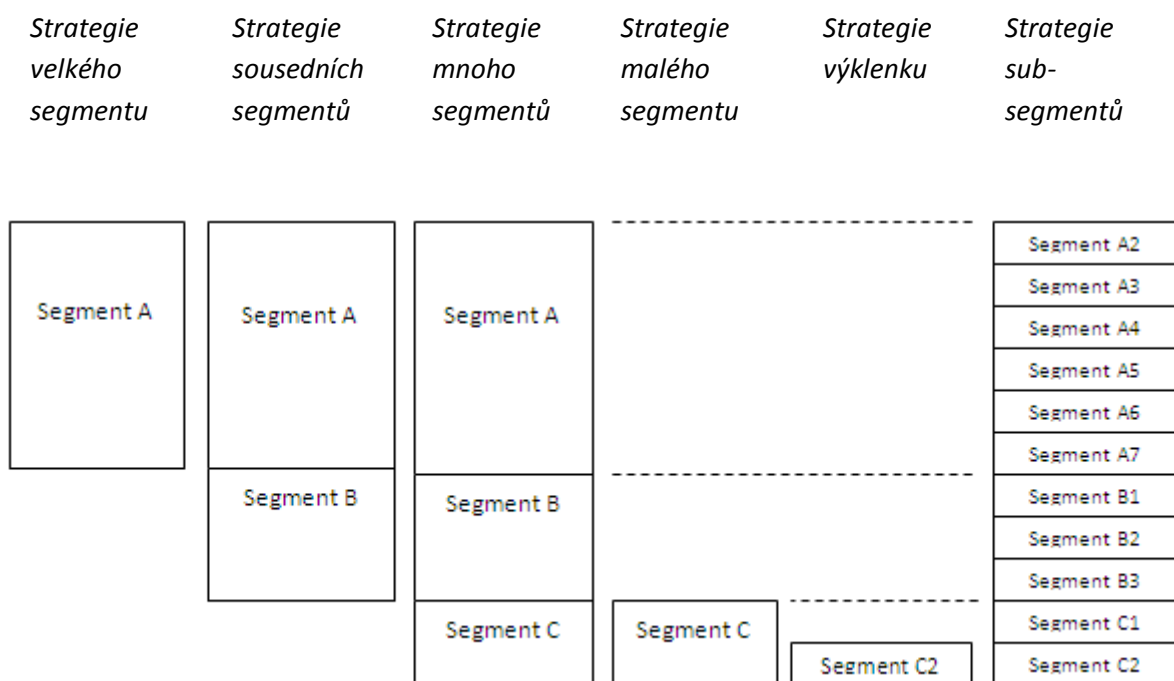 Strategie
velkého
segmentu
Strategie
sousedních
segmentů
Strategie
mnoho
segmentů
Strategie
malého
segmentu
Strategie
výklenku
Strategie
sub-
segmentů
Segment A
Segment A
Segment B
Segment A
Segment B
Segment C
Segment C
Segment C2
Segment A2
Segment A3
Segment A4
Segment A5
Segment A6
Segment A7
Segment B1
Segment B2
Segment B3
Segment C1
Segment C2